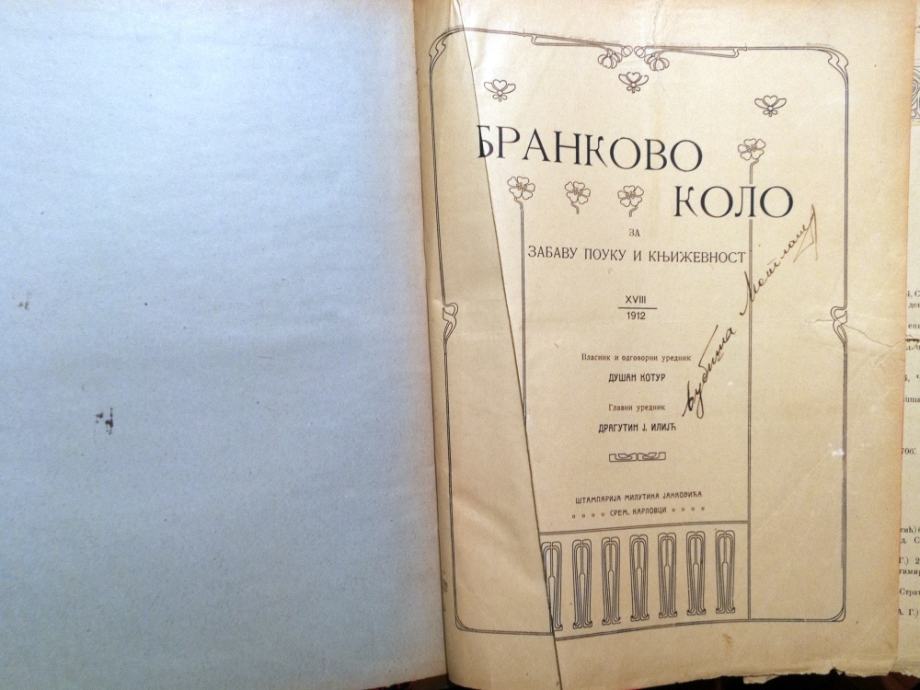 БРАНКОВО
КОЛО
ЗА
ЗАБАВУ ПОУКУ И КЊИЖЕВНОСТ
XVIII
1912
Власник и одговорни уредник
ДУШАН КОТУР
Главни уредник
ДРАГУТИН Ј. ИЛИЈЋ
ШТАМПАРИЈА МИЛУТИНА ЈАНКОВИЋА
СРЕМ. КАРЛОВЦИ